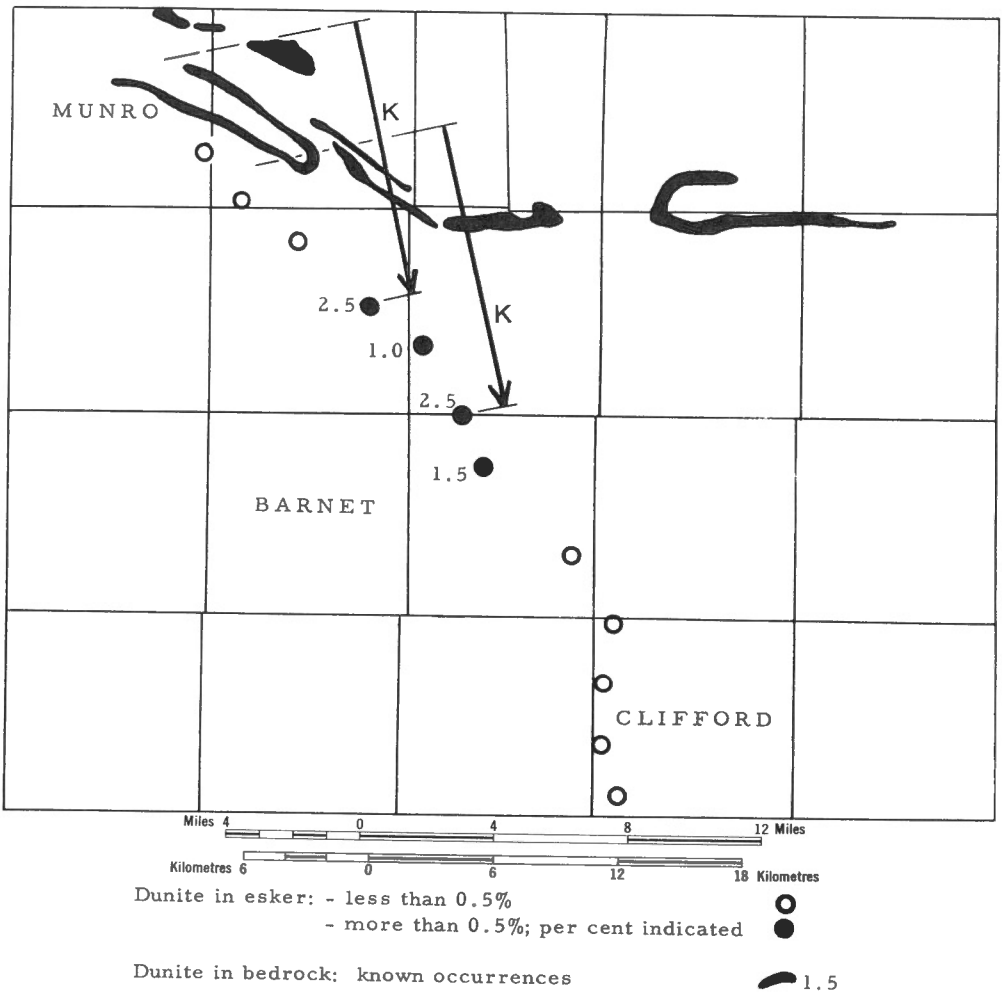 MUNRO
K
K
2.5
1.0
2.5
1.5
BARNET
CLIFFORD
Miles 4 0 4 8 12 Miles
Kilometres 6 0 6 12 18 Kilometres
Dunite in esker: - less than 0.5%
- more than 0.5%; per cent indicated
Dunite in bedrock: known occurrences 1.5